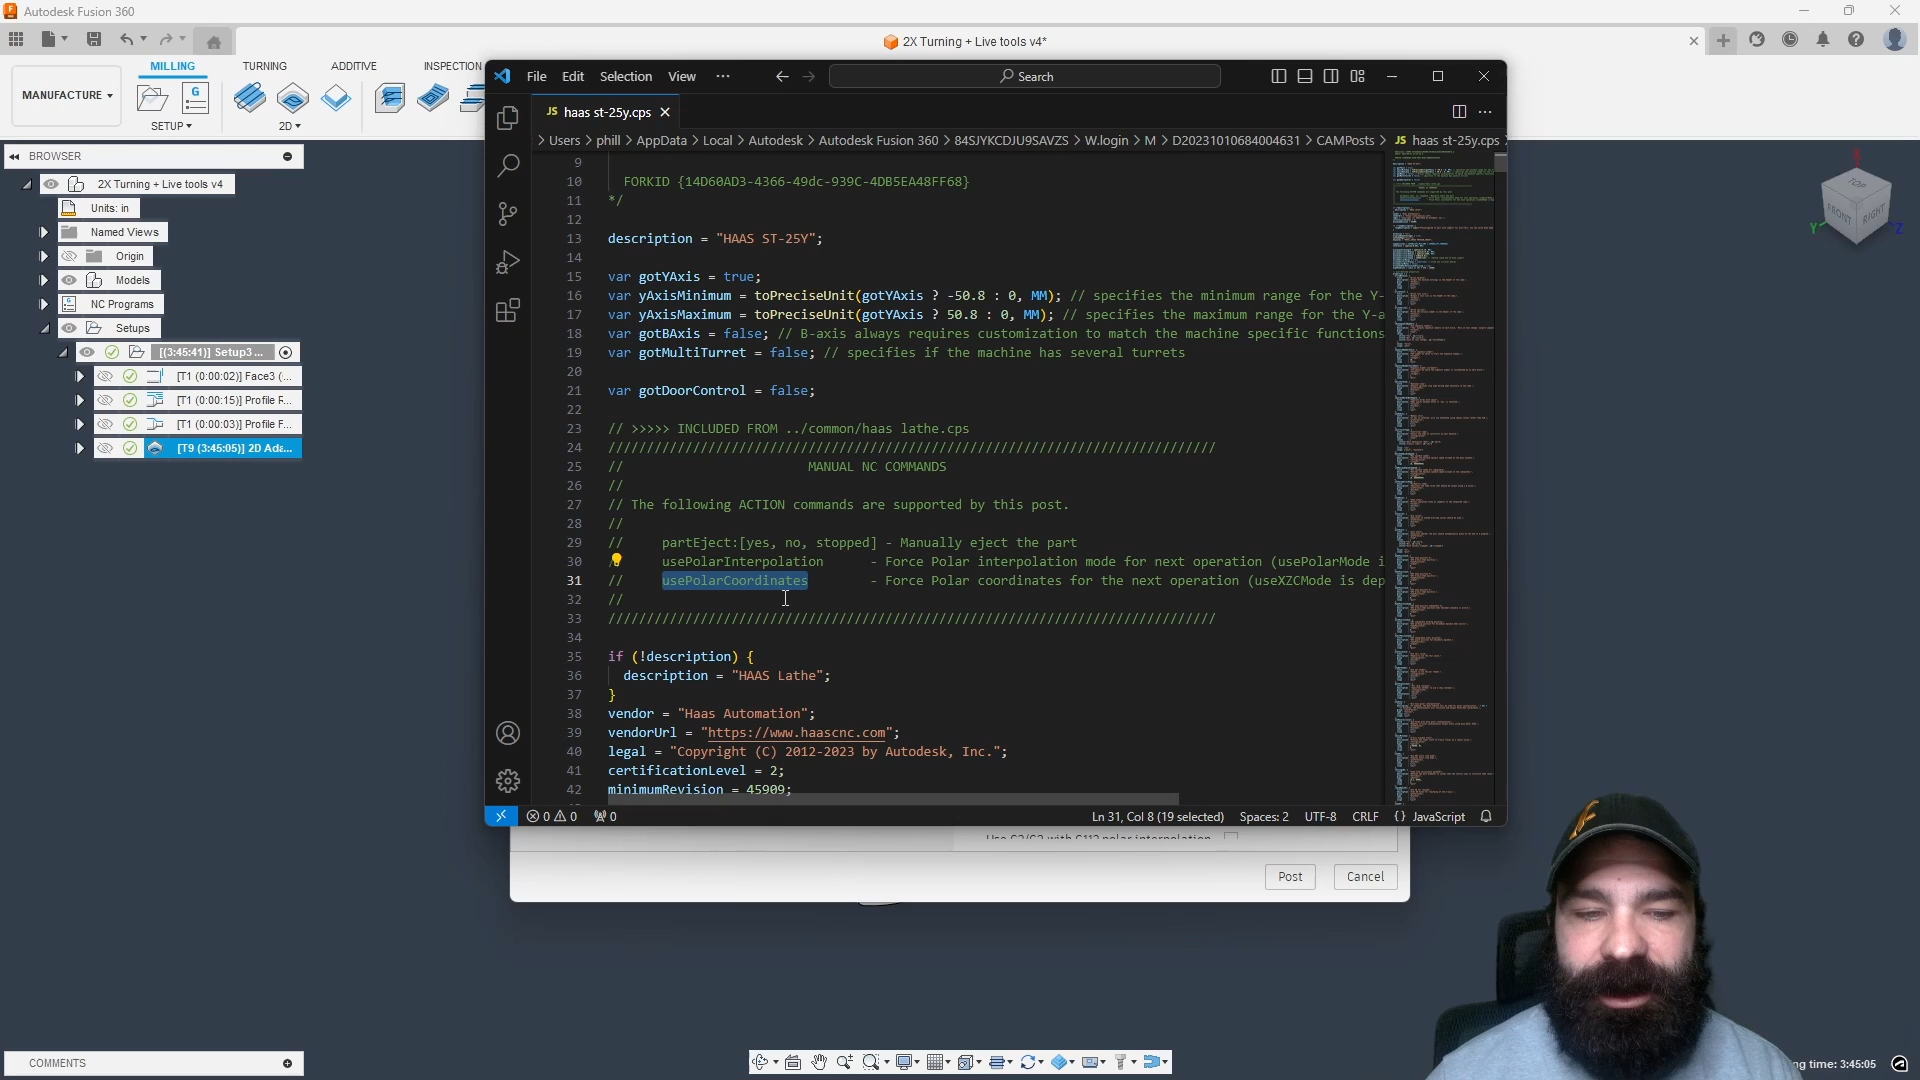 Autodesk Fusion 360
2X Turning + Live tools v4*
MILLING TURNING ADDITIVE INSPECTION
MANUFACTURE
SETUP 2D
BROWSER
2X Turning + Live tools v4
Units: in
Named Views
Origin
Models
NC Programs
Setups
[(3:45:41)] Setup3 ...
[T1 (0:00:02)] Face3 (...
[T1 (0:00:15)] Profile R...
[T1 (0:00:03)] Profile F...
[T9 (3:45:05)] 2D Ada...
COMMENTS
File Edit Selection View ··· Search
JS haas st-25y.cps
> Users > phill > AppData > Local > Autodesk > Autodesk Fusion 360 > 84SJYKCDJU9SAVZS > W.login > M > D20231010684004631 > CAMPosts > JS haas st-25y.cps
9
10 FORKID {14D60AD3-4366-49dc-939C-4DB5EA48FF68}
11 */
12
13 description = "HAAS ST-25Y";
14
15 var gotYAxis = true;
16 var yAxisMinimum = toPreciseUnit(gotYAxis ? -50.8 : 0, MM); // specifies the minimum range for the Y-
17 var yAxisMaximum = toPreciseUnit(gotYAxis ? 50.8 : 0, MM); // specifies the maximum range for the Y-a
18 var gotBAxis = false; // B-axis always requires customization to match the machine specific functions
19 var gotMultiTurret = false; // specifies if the machine has several turrets
20
21 var gotDoorControl = false;
22
23 // >>>>> INCLUDED FROM ../common/haas lathe.cps
24 ///////////////////////////////////////////////////////////////////////////////
25 // MANUAL NC COMMANDS
26 //
27 // The following ACTION commands are supported by this post.
28 //
29 // partEject:[yes, no, stopped] - Manually eject the part
30 usePolarInterpolation - Force Polar interpolation mode for next operation (usePolarMode i
31 // usePolarCoordinates - Force Polar coordinates for the next operation (useXZCMode is dep
32 //
33 ///////////////////////////////////////////////////////////////////////////////
34
35 if (!description) {
36 description = "HAAS Lathe";
37 }
38 vendor = "Haas Automation";
39 vendorUrl = "https://www.haascnc.com";
40 legal = "Copyright (C) 2012-2023 by Autodesk, Inc.";
41 certificationLevel = 2;
42 minimumRevision = 45909;
0 0 0 Ln 31, Col 8 (19 selected) Spaces: 2 UTF-8 CRLF {} JavaScript
Post Cancel
TOP
FRONT RIGHT
Y Z
ng time: 3:45:05